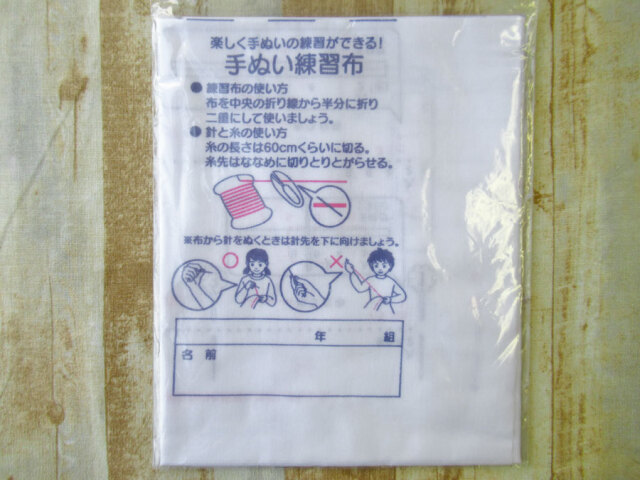 楽しく手ぬいの練習ができる!
手ぬい練習布
● 練習布の使い方
布を中央の折り線から半分に折り
二重にして使いましょう。
● 針と糸の使い方
糸の長さは60cmくらいに切る。
糸先はななめに切りとりとがらせる。
※布から針をぬくときは針先を下に向けましょう。
○ ×
年 組
名前